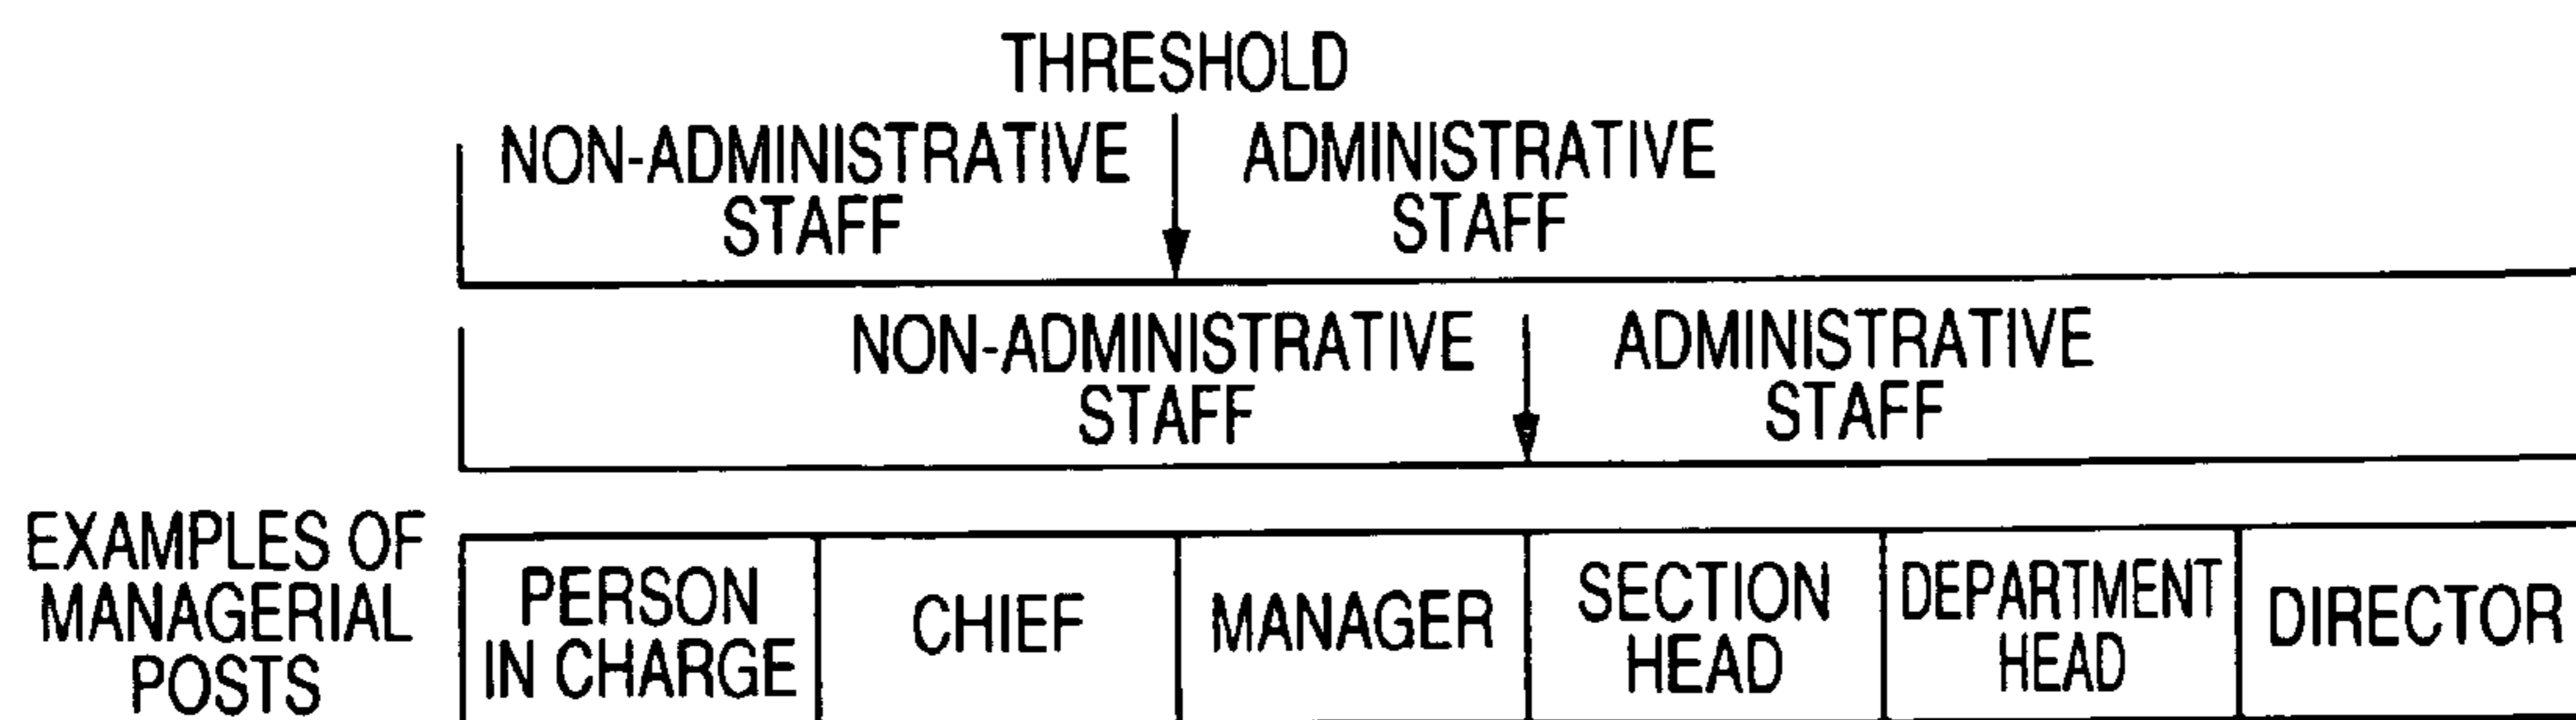 THRESHOLD
NON-ADMINISTRATIVE
STAFF
ADMINISTRATIVE
STAFF
NON-ADMINISTRATIVE
STAFF
ADMINISTRATIVE
STAFF
EXAMPLES OF
MANAGERIAL
POSTS
PERSON
IN CHARGE
CHIEF
MANAGER
SECTION
HEAD
DEPARTMENT
HEAD
DIRECTOR